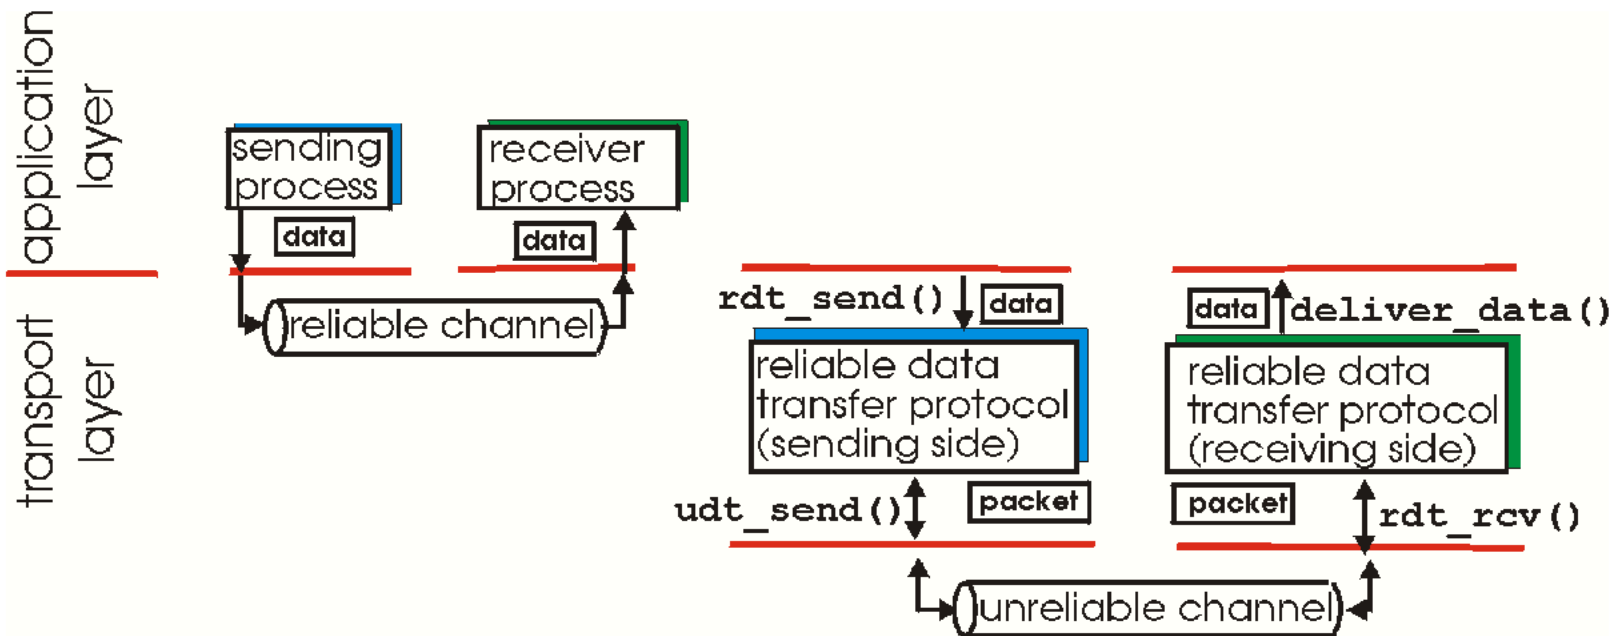 application
layer
transport
layer
sending
process
data
receiver
process
data
reliable channel
rdt_send()
data
reliable data
transfer protocol
(sending side)
udt_send()
packet
data
deliver_data()
reliable data
transfer protocol
(receiving side)
packet
rdt_rcv()
unreliable channel